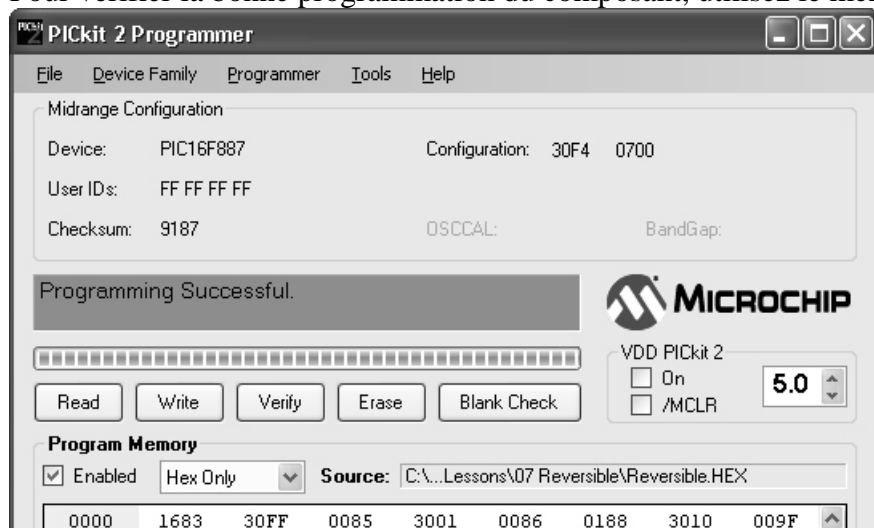 Pour vérifier la bonne programmation du composant, utilisez le me
PICkit 2 Programmer
File Device Family Programmer Tools Help
Midrange Configuration
Device: PIC16F887 Configuration: 30F4 0700
User IDs: FF FF FF FF
Checksum: 9187 OSCCAL: BandGap:
Programming Successful.
MICROCHIP
VDD PICkit 2
On
5.0
/MCLR
Read Write Verify Erase Blank Check
Program Memory
Enabled Hex Only Source: C:\...Lessons\07 Reversible\Reversible.HEX
0000 1683 30FF 0085 3001 0086 0188 3010 009F